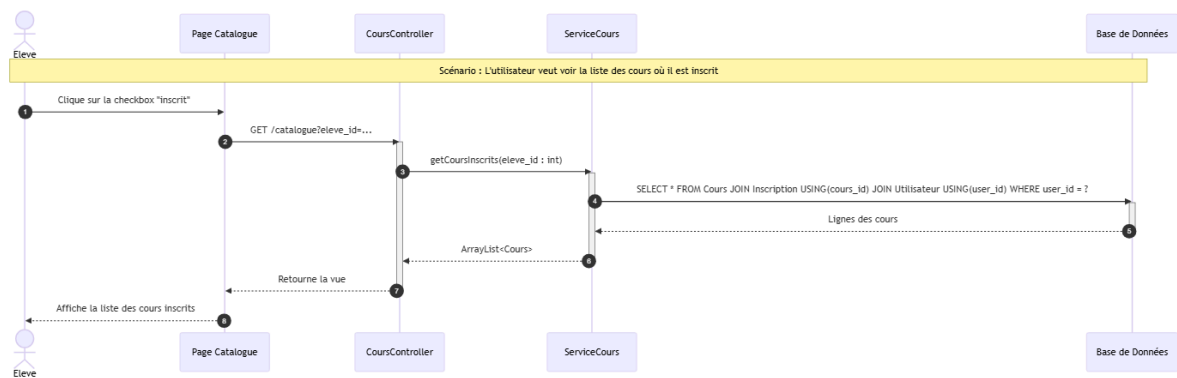 Eleve
Page Catalogue
CoursController
ServiceCours
Base de Données
Scénario : L'utilisateur veut voir la liste des cours où il est inscrit
Clique sur la checkbox "inscrit"
1
GET /catalogue?eleve_id=...
2
getCoursInscrits(eleve_id : int)
3
SELECT * FROM Cours JOIN Inscription USING(cours_id) JOIN Utilisateur USING(user_id) WHERE user_id = ?
4
Lignes des cours
5
ArrayList<Cours>
6
Retourne la vue
7
Affiche la liste des cours inscrits
8
Eleve
Page Catalogue
CoursController
ServiceCours
Base de Données